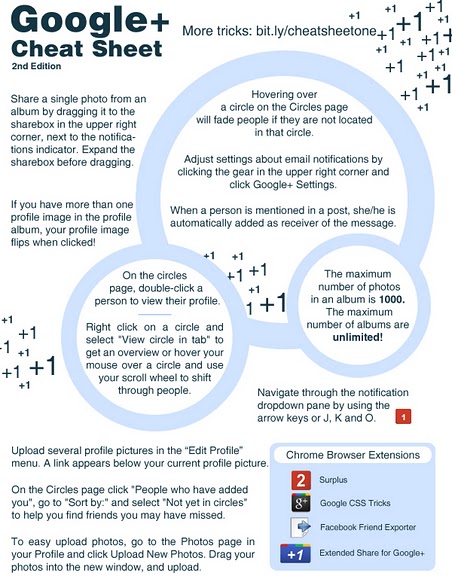 Google+
Cheat Sheet
2nd Edition
More tricks: bit.ly/cheatsheetone
+1
+1
+1
+1
+1
+1
+1
+1
+1
+1
+1
+1
+1
Share a single photo from an
album by dragging it to the
sharebox in the upper right
corner, next to the notifica-
tions indicator. Expand the
sharebox before dragging.
If you have more than one
profile image in the profile
album, your profile image
flips when clicked!
Hovering over
a circle on the Circles page
will fade people if they are not located
in that circle.
Adjust settings about email notifications by
clicking the gear in the upper right corner and
click Google+ Settings.
When a person is mentioned in a post, she/he is
automatically added as receiver of the message.
+1
+1
+1
+1
+1
+1
On the circles
page, double-click a
person to view their profile.
Right click on a circle and
select "View circle in tab" to
get an overview or hover your
mouse over a circle and use
your scroll wheel to shift
through people.
The maximum
number of photos
in an album is 1000.
The maximum
number of albums are
unlimited!
+1
+1
+1
+1
+1
+1
Navigate through the notification
dropdown pane by using the
arrow keys or J, K and O.
1
Upload several profile pictures in the “Edit Profile”
menu. A link appears below your current profile picture.
On the Circles page click "People who have added
you", go to "Sort by:" and select "Not yet in circles"
to help you find friends you may have missed.
To easy upload photos, go to the Photos page in
your Profile and click Upload New Photos. Drag your
photos into the new window, and upload.
Chrome Browser Extensions
2 Surplus
g+ Google CSS Tricks
Facebook Friend Exporter
+1 Extended Share for Google+